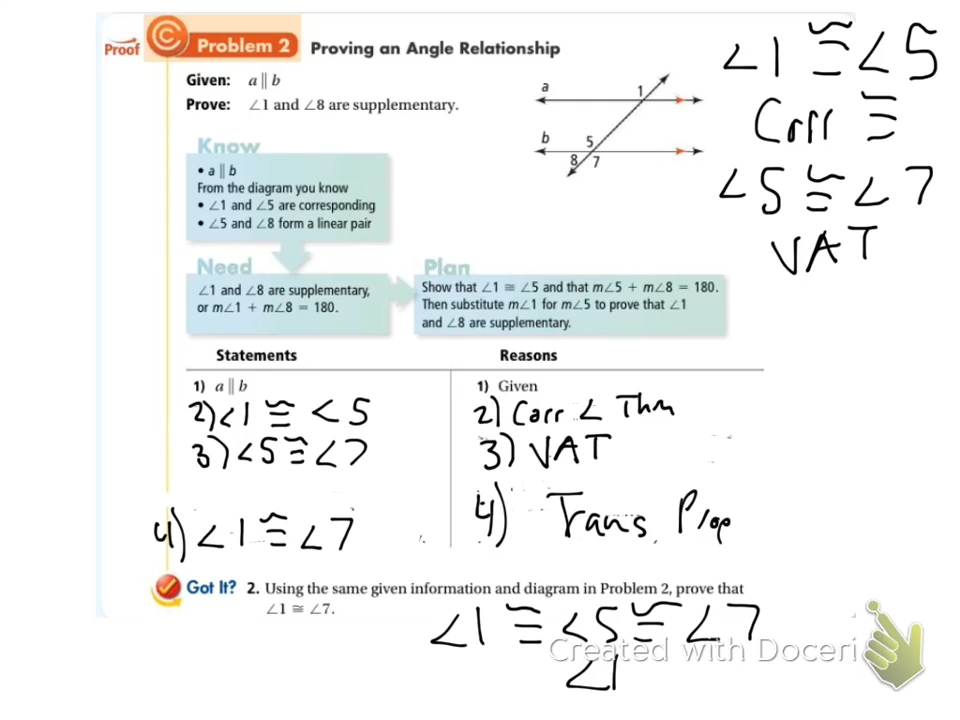 Proof
C Problem 2 Proving an Angle Relationship
Given: a ∥ b
Prove: ∠1 and ∠8 are supplementary.
a
1
b
5
8
7
∠1 ≅ ∠5
Corr ≅
∠5 ≅ ∠7
VAT
Know
• a ∥ b
From the diagram you know
• ∠1 and ∠5 are corresponding
• ∠5 and ∠8 form a linear pair
Need
∠1 and ∠8 are supplementary,
or m∠1 + m∠8 = 180.
Plan
Show that ∠1 ≅ ∠5 and that m∠5 + m∠8 = 180.
Then substitute m∠1 for m∠5 to prove that ∠1
and ∠8 are supplementary.
Statements Reasons
1) a ∥ b 1) Given
2) ∠1 ≅ ∠5 2) Corr ∠ Thm
3) ∠5 ≅ ∠7 3) VAT
4) ∠1 ≅ ∠7 4) Trans. Prop
Got It? 2. Using the same given information and diagram in Problem 2, prove that
∠1 ≅ ∠7.
∠1 ≅ ∠5 ≅ ∠7
Created with Doceri
∠1